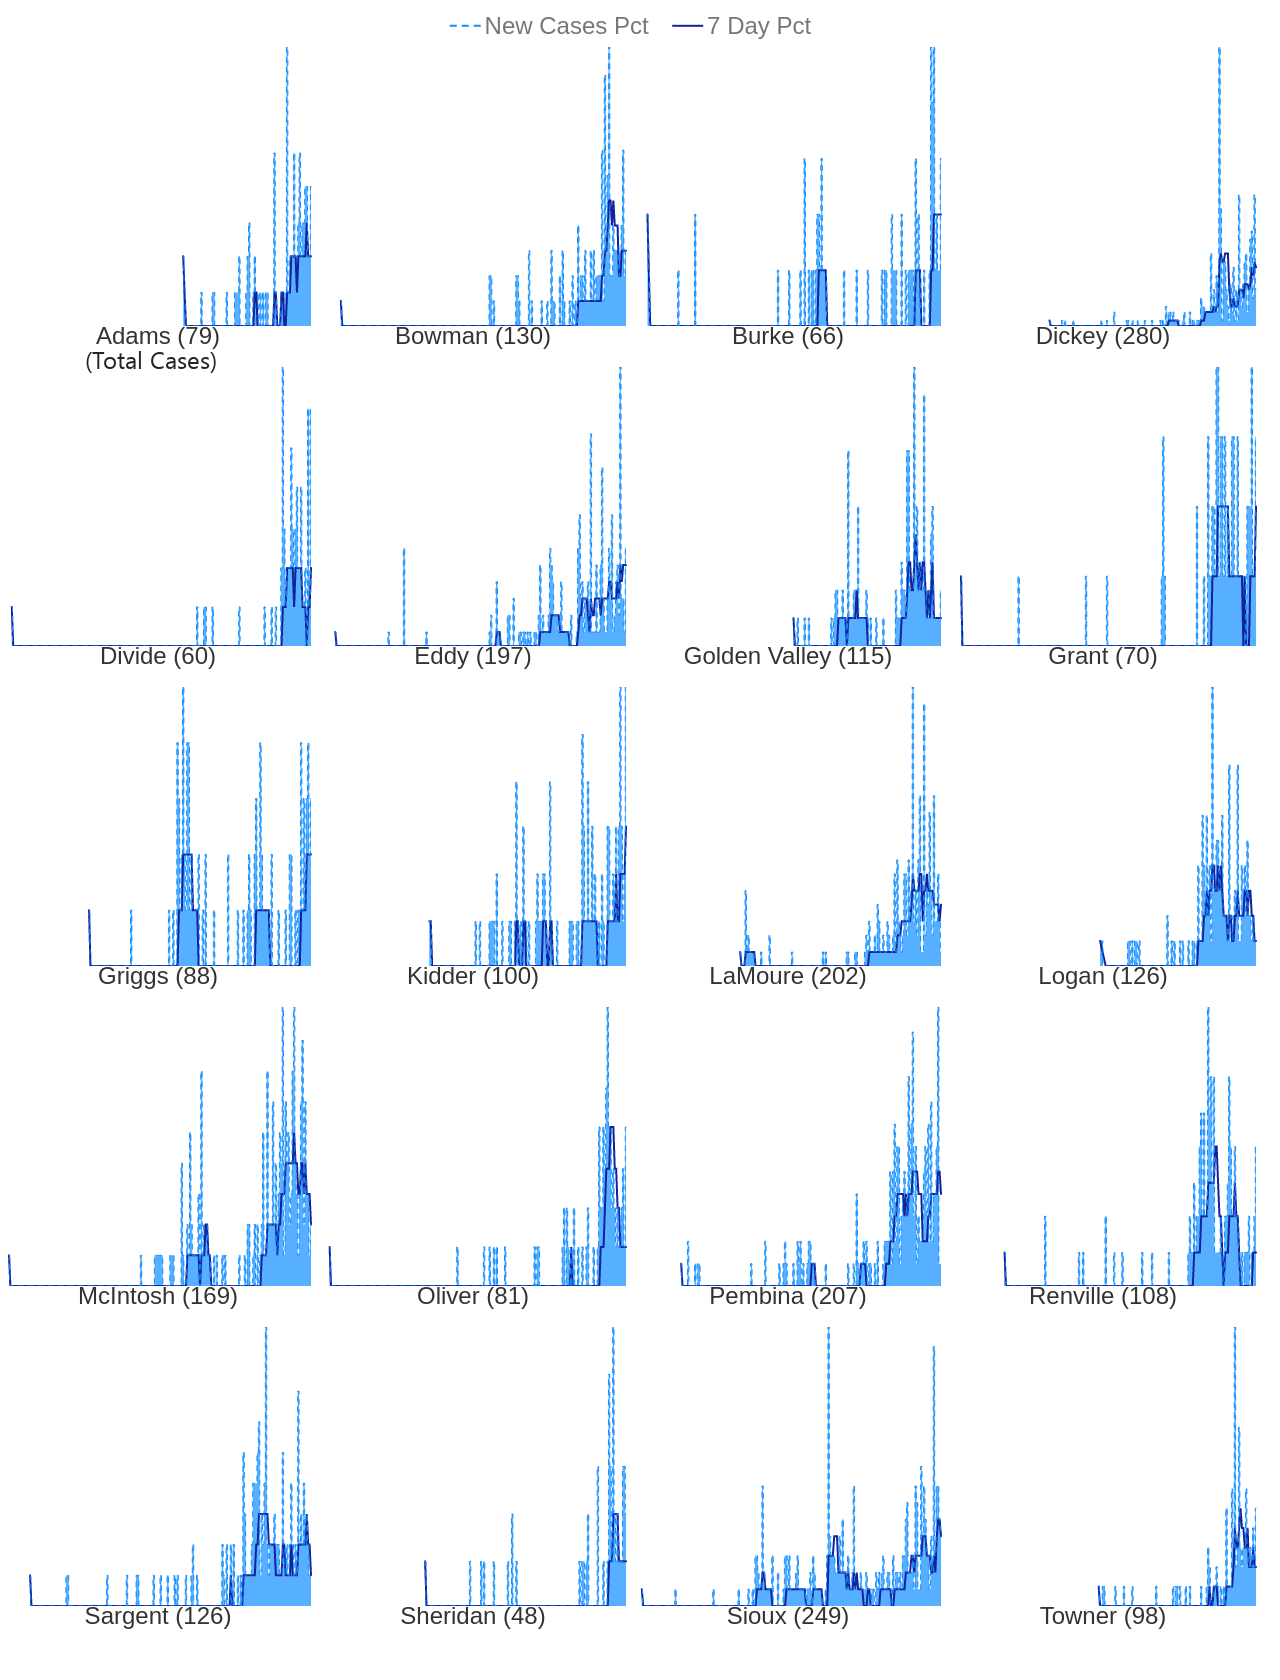 New Cases Pct 7 Day Pct
Adams (79) Bowman (130) Burke (66) Dickey (280)
(Total Cases)
Divide (60) Eddy (197) Golden Valley (115) Grant (70)
Griggs (88) Kidder (100) LaMoure (202) Logan (126)
McIntosh (169) Oliver (81) Pembina (207) Renville (108)
Sargent (126) Sheridan (48) Sioux (249) Towner (98)